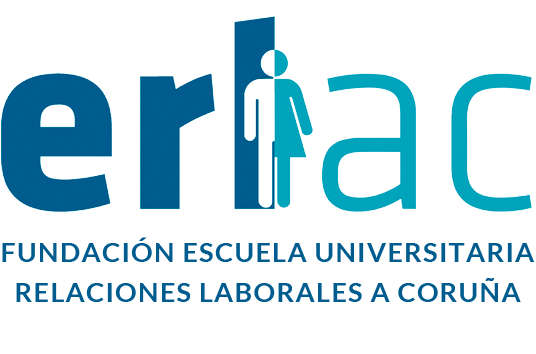 erlac
FUNDACIÓN ESCUELA UNIVERSITARIA
RELACIONES LABORALES A CORUÑA